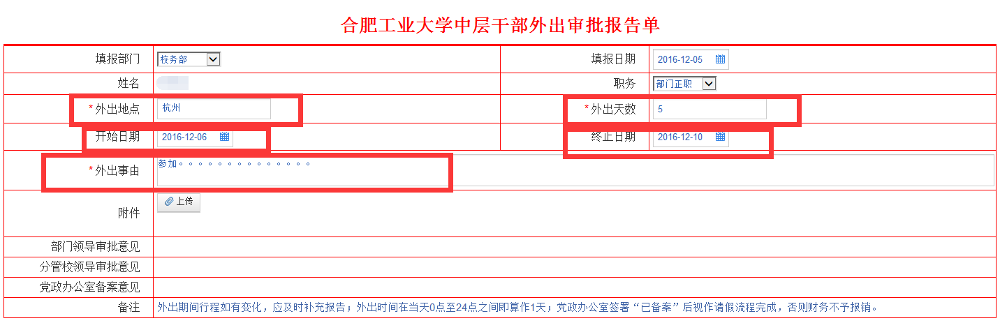 合肥工业大学中层干部外出审批报告单
填报部门 校务部 填报日期 2016-12-05
姓名 职务 部门正职
*外出地点 杭州 *外出天数 5
开始日期 2016-12-06 终止日期 2016-12-10
*外出事由 参加。。。。。。。。。。。。。。
附件 上传
部门领导审批意见
分管校领导审批意见
党政办公室备案意见
备注 外出期间行程如有变化，应及时补充报告；外出时间在当天0点至24点之间即算作1天；党政办公室签署“已备案”后视作请假流程完成，否则财务不予报销。